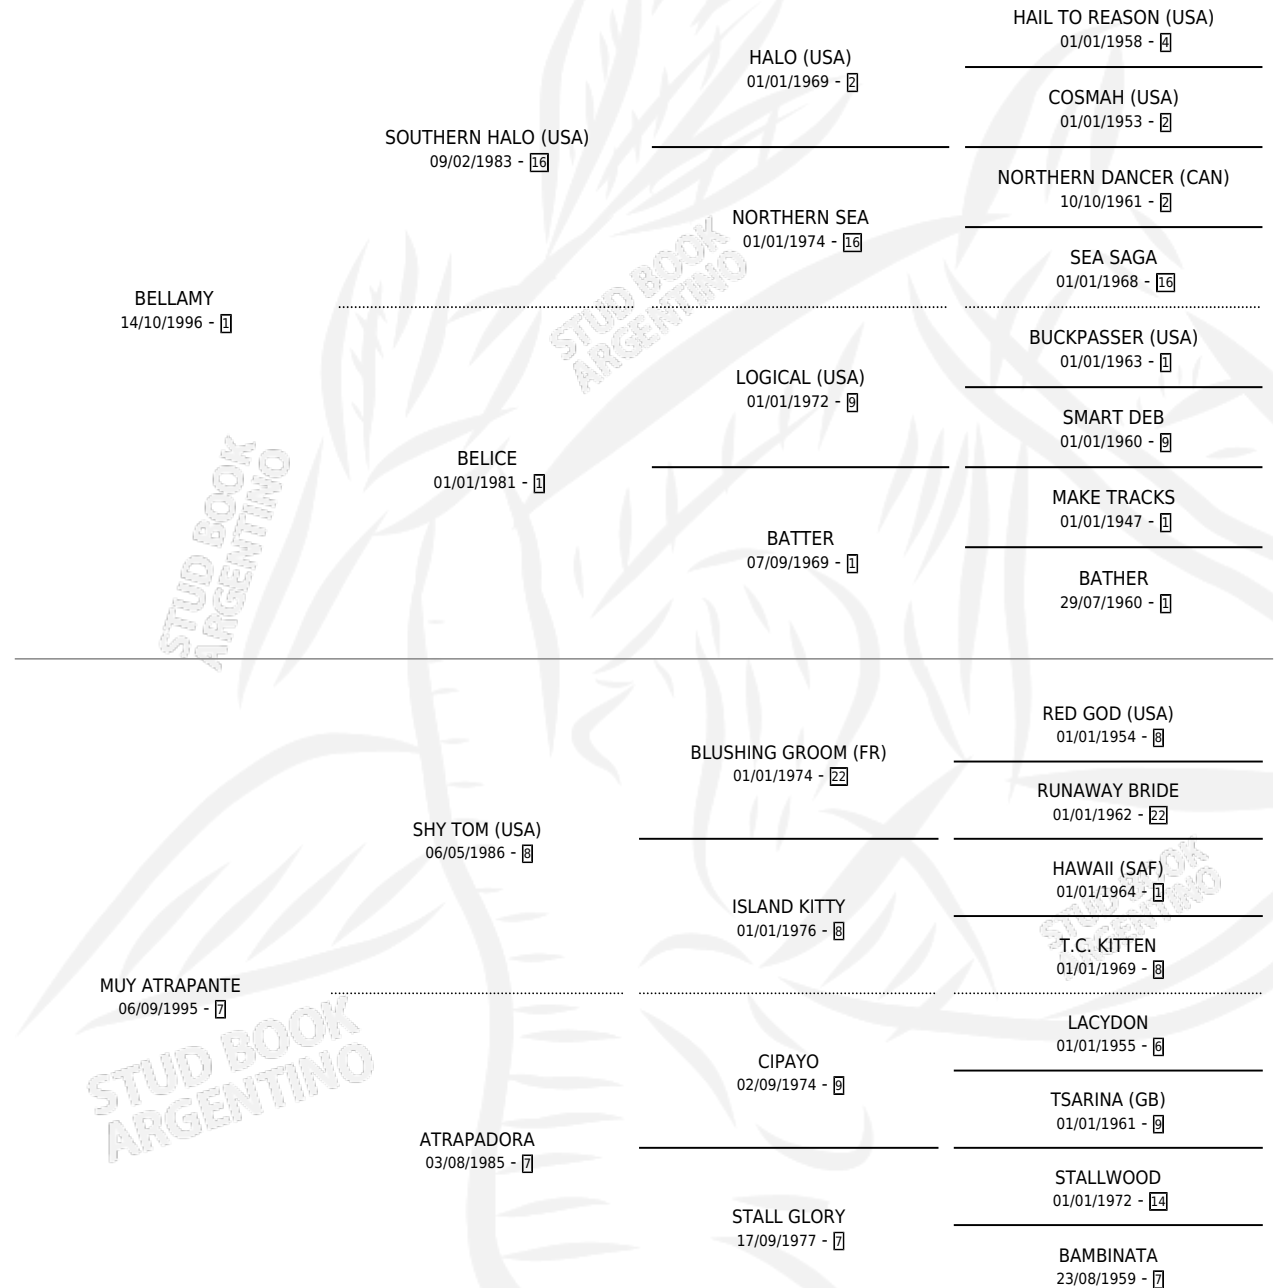 HAIL TO REASON (USA)
01/01/1958 - 4
HALO (USA)
01/01/1969 - 2
COSMAH (USA)
01/01/1953 - 2
SOUTHERN HALO (USA)
09/02/1983 - 16
NORTHERN DANCER (CAN)
10/10/1961 - 2
NORTHERN SEA
01/01/1974 - 16
SEA SAGA
01/01/1968 - 16
BELLAMY
14/10/1996 - 1
BUCKPASSER (USA)
01/01/1963 - 1
LOGICAL (USA)
01/01/1972 - 9
SMART DEB
01/01/1960 - 9
BELICE
01/01/1981 - 1
MAKE TRACKS
01/01/1947 - 1
BATTER
07/09/1969 - 1
BATHER
29/07/1960 - 1
RED GOD (USA)
01/01/1954 - 8
BLUSHING GROOM (FR)
01/01/1974 - 22
RUNAWAY BRIDE
01/01/1962 - 22
SHY TOM (USA)
06/05/1986 - 8
HAWAII (SAF)
01/01/1964 - 1
ISLAND KITTY
01/01/1976 - 8
T.C. KITTEN
01/01/1969 - 8
MUY ATRAPANTE
06/09/1995 - 7
LACYDON
01/01/1955 - 6
CIPAYO
02/09/1974 - 9
TSARINA (GB)
01/01/1961 - 9
ATRAPADORA
03/08/1985 - 7
STALLWOOD
01/01/1972 - 14
STALL GLORY
17/09/1977 - 7
BAMBINATA
23/08/1959 - 7
STUD BOOK
ARGENTINO
STUD BOOK
ARGENTINO
STUD BOOK
ARGENTINO
STUD BOOK
ARGENTINO